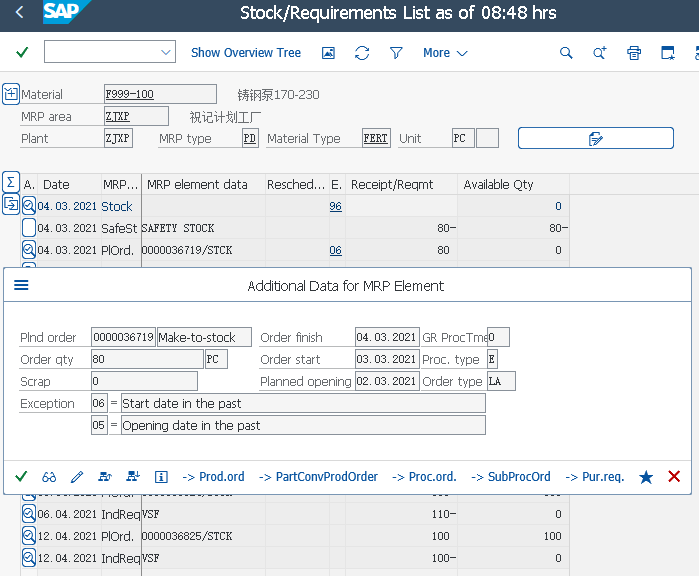 SAP Stock/Requirements List as of 08:48 hrs
Show Overview Tree More
Material F999-100 铸钢泵170-230
MRP area ZJXP 祝记计划工厂
Plant ZJXP MRP type PD Material Type FERT Unit PC
A. Date MRP... MRP element data Resched... E. Receipt/Reqmt Available Qty
04.03.2021 Stock 96 0
04.03.2021 SafeSt SAFETY STOCK 80- 80-
04.03.2021 PlOrd. 0000036719/STCK 06 80 0
Additional Data for MRP Element
Plnd order 0000036719 Make-to-stock Order finish 04.03.2021 GR ProcTme 0
Order qty 80 PC Order start 03.03.2021 Proc. type E
Scrap 0 Planned opening 02.03.2021 Order type LA
Exception 06 = Start date in the past
05 = Opening date in the past
-> Prod.ord -> PartConvProdOrder -> Proc.ord. -> SubProcOrd -> Pur.req.
06.04.2021 IndReq VSF 110- 0
12.04.2021 PlOrd. 0000036825/STCK 100 100
12.04.2021 IndReq VSF 100- 0